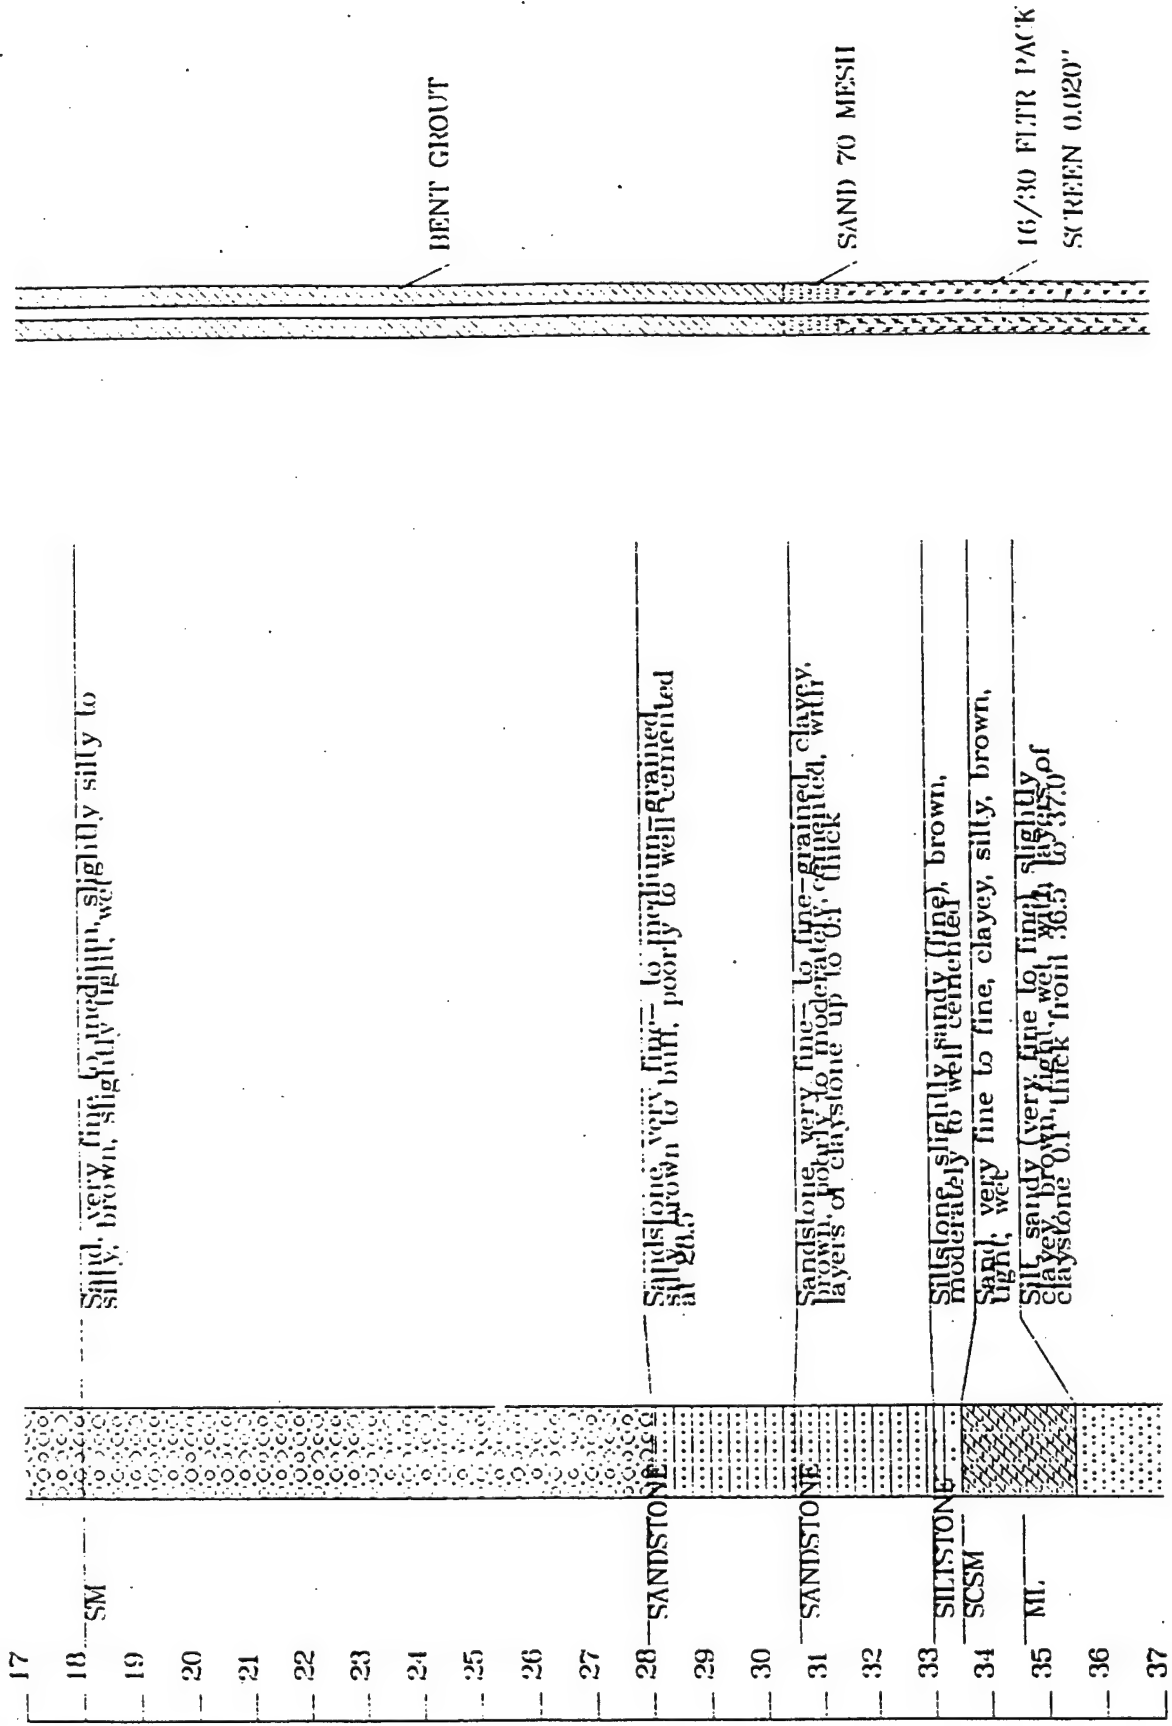 17
18
19
20
21
22
23
24
25
26
27
28
29
30
31
32
33
34
35
36
37
SM
SANDSTONE
SANDSTONE
SILTSTONE
SCSM
ML
Sand, very fine to medium, slightly silty to
silty, brown, slightly tight, wet
Sandstone, very fine- to medium-grained,
silty, brown to buff, poorly to well cemented
at 28.5
Sandstone, very fine- to fine-grained, clayey,
brown, poorly to moderately cemented, with
layers of claystone up to 0.1' thick
Siltstone, slightly sandy (fine), brown,
moderately to well cemented
Sand, very fine to fine, clayey, silty, brown,
tight, wet
Silt, sandy (very fine to fine), slightly
clayey, brown, tight, wet, with layers of
claystone 0.1' thick from 36.5' to 37.0'
BENT GROUT
SAND 70 MESH
16/30 FLTR PACK
SCREEN 0.020"